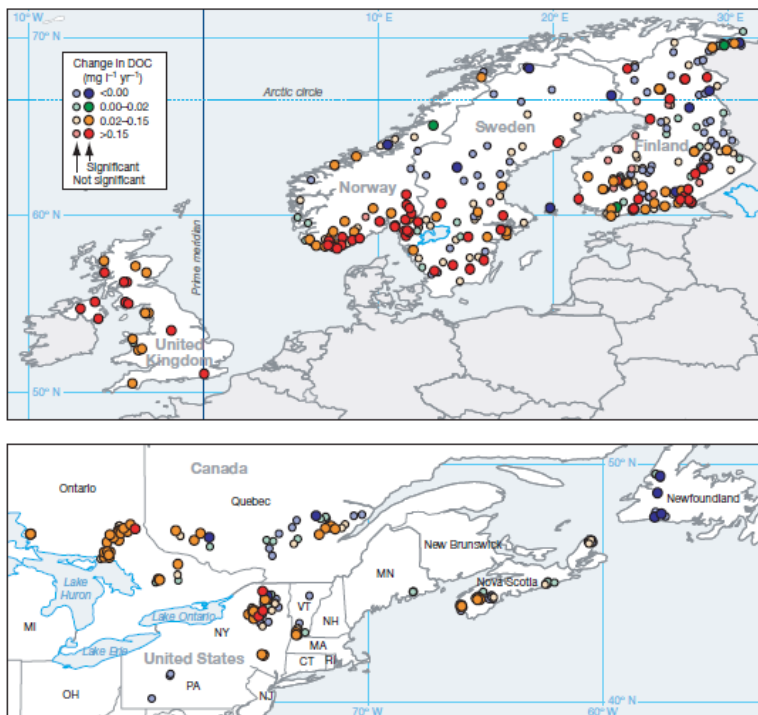 10° W
10° E
20° E
30° E
70° N
Change in DOC
(mg l⁻¹ yr⁻¹)
<0.00
0.00–0.02
0.02–0.15
>0.15
Significant
Not significant
Arctic circle
Sweden
Finland
Norway
60° N
Prime meridian
United
Kingdom
50° N
Canada
50° N
Ontario
Quebec
Newfoundland
New Brunswick
MN
Nova Scotia
Lake
Huron
Lake Ontario
VT
NH
MI
NY
Lake Erie
MA
United States
CT
RI
PA
NJ
OH
40° N
70° W
60° W